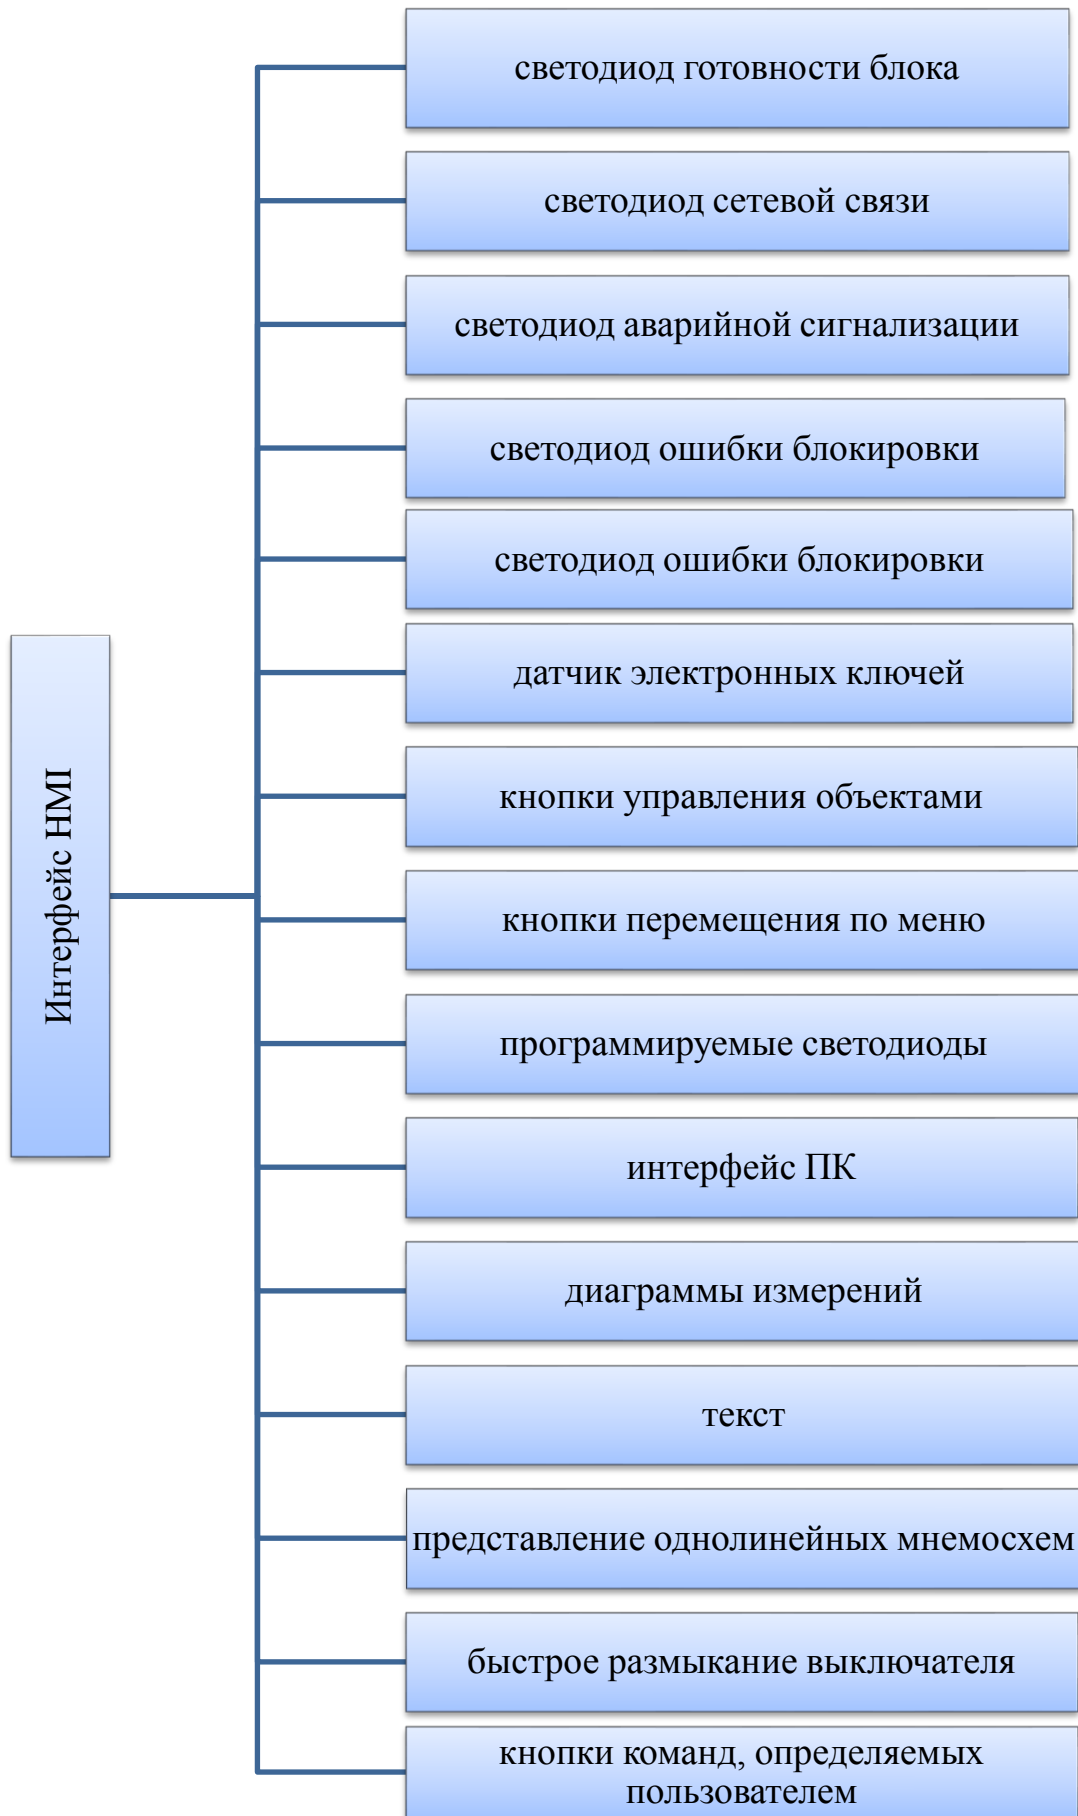 светодиод готовности блока
светодиод сетевой связи
светодиод аварийной сигнализации
светодиод ошибки блокировки
светодиод ошибки блокировки
датчик электронных ключей
Интерфейс HMI
кнопки управления объектами
кнопки перемещения по меню
программируемые светодиоды
интерфейс ПК
диаграммы измерений
текст
представление однолинейных мнемосхем
быстрое размыкание выключателя
кнопки команд, определяемых
пользователем